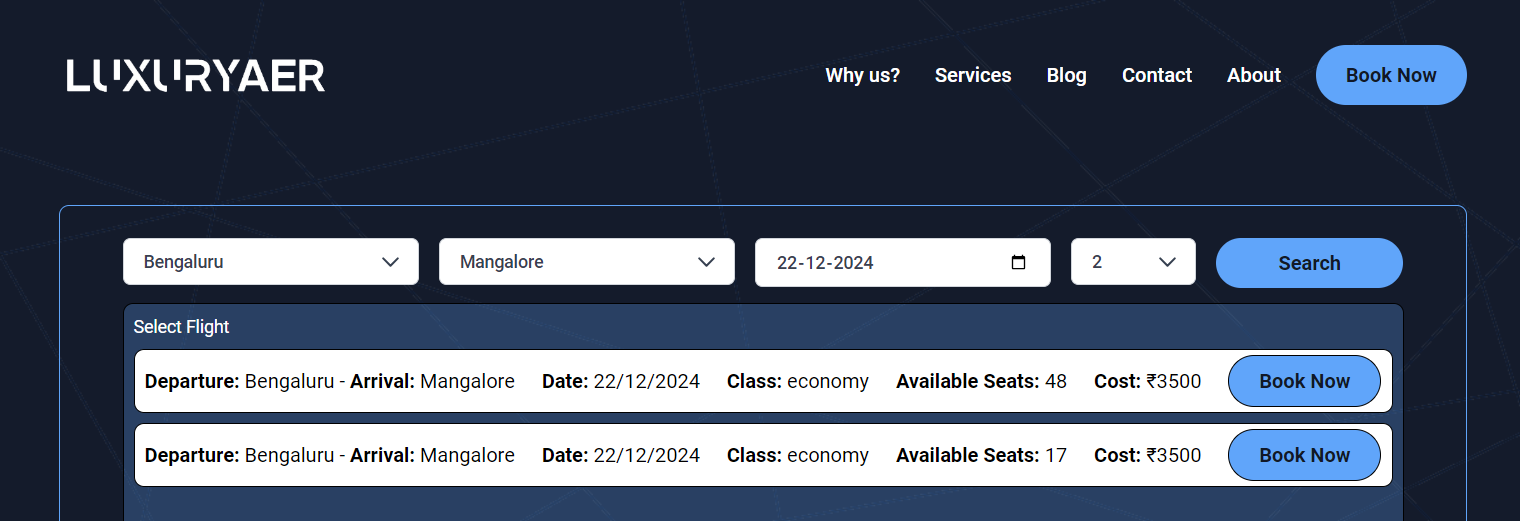 LUXURYAER Why us? Services Blog Contact About Book Now
Bengaluru Mangalore 22-12-2024 2 Search
Select Flight
Departure: Bengaluru - Arrival: Mangalore Date: 22/12/2024 Class: economy Available Seats: 48 Cost: ₹3500 Book Now
Departure: Bengaluru - Arrival: Mangalore Date: 22/12/2024 Class: economy Available Seats: 17 Cost: ₹3500 Book Now